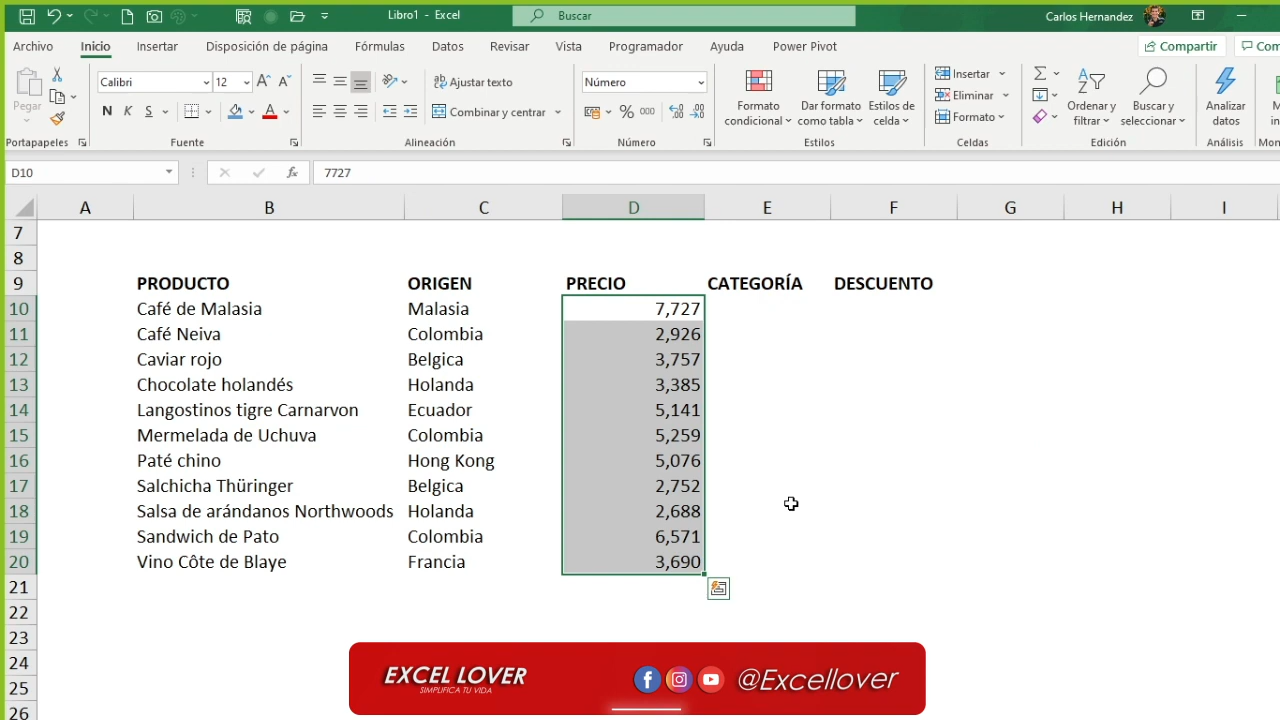 Libro1 - Excel
Buscar
Carlos Hernandez
Archivo Inicio Insertar Disposición de página Fórmulas Datos Revisar Vista Programador Ayuda Power Pivot Compartir Com
Pegar
Portapapeles
Calibri 12
N K S
Fuente
Ajustar texto
Combinar y centrar
Alineación
Número
% 000
Número
Formato condicional
Dar formato como tabla
Estilos de celda
Estilos
Insertar
Eliminar
Formato
Celdas
Ordenar y filtrar
Buscar y seleccionar
Edición
Analizar datos
Análisis
D10 fx 7727
A B C D E F G H I
7
8
9 PRODUCTO ORIGEN PRECIO CATEGORÍA DESCUENTO
10 Café de Malasia Malasia 7,727
11 Café Neiva Colombia 2,926
12 Caviar rojo Belgica 3,757
13 Chocolate holandés Holanda 3,385
14 Langostinos tigre Carnarvon Ecuador 5,141
15 Mermelada de Uchuva Colombia 5,259
16 Paté chino Hong Kong 5,076
17 Salchicha Thüringer Belgica 2,752
18 Salsa de arándanos Northwoods Holanda 2,688
19 Sandwich de Pato Colombia 6,571
20 Vino Côte de Blaye Francia 3,690
21
22
23
24
25
26
EXCEL LOVER
SIMPLIFICA TU VIDA
@Excellover